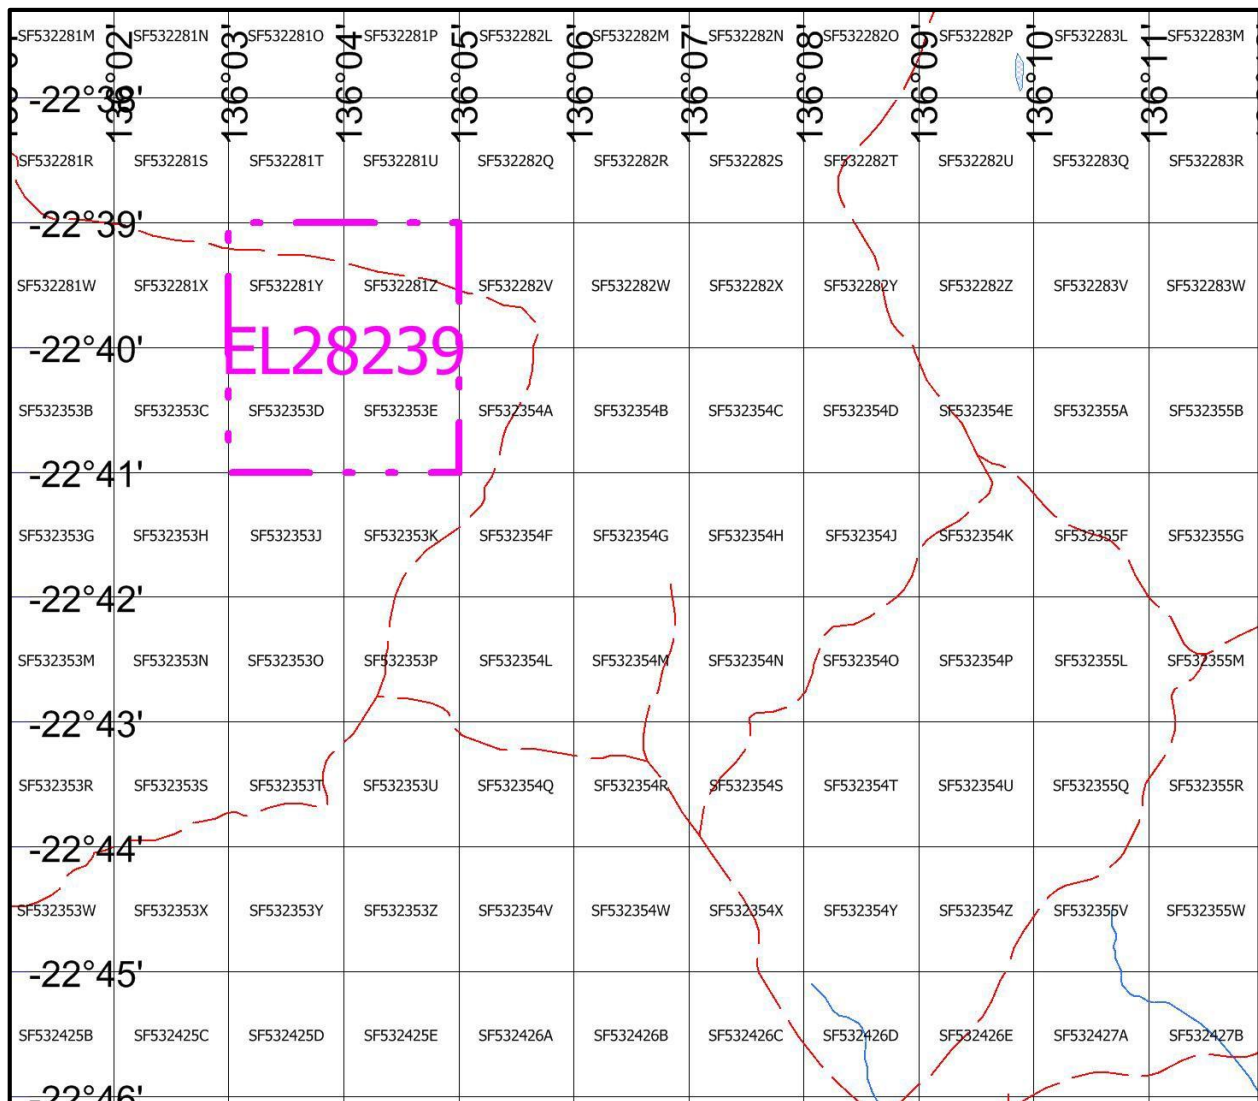 SF532281M SF532281N SF532281O SF532281P SF532282L SF532282M SF532282N SF532282O SF532282P SF532283L SF532283M
136°02' 136°03' 136°04' 136°05' 136°06' 136°07' 136°08' 136°09' 136°10' 136°11'
-22°38'
SF532281R SF532281S SF532281T SF532281U SF532282Q SF532282R SF532282S SF532282T SF532282U SF532283Q SF532283R
-22°39'
SF532281W SF532281X SF532281Y SF532281Z SF532282V SF532282W SF532282X SF532282Y SF532282Z SF532283V SF532283W
-22°40'
EL28239
SF532353B SF532353C SF532353D SF532353E SF532354A SF532354B SF532354C SF532354D SF532354E SF532355A SF532355B
-22°41'
SF532353G SF532353H SF532353J SF532353K SF532354F SF532354G SF532354H SF532354J SF532354K SF532355F SF532355G
-22°42'
SF532353M SF532353N SF532353O SF532353P SF532354L SF532354M SF532354N SF532354O SF532354P SF532355L SF532355M
-22°43'
SF532353R SF532353S SF532353T SF532353U SF532354Q SF532354R SF532354S SF532354T SF532354U SF532355Q SF532355R
-22°44'
SF532353W SF532353X SF532353Y SF532353Z SF532354V SF532354W SF532354X SF532354Y SF532354Z SF532355V SF532355W
-22°45'
SF532425B SF532425C SF532425D SF532425E SF532426A SF532426B SF532426C SF532426D SF532426E SF532427A SF532427B
-22°46'